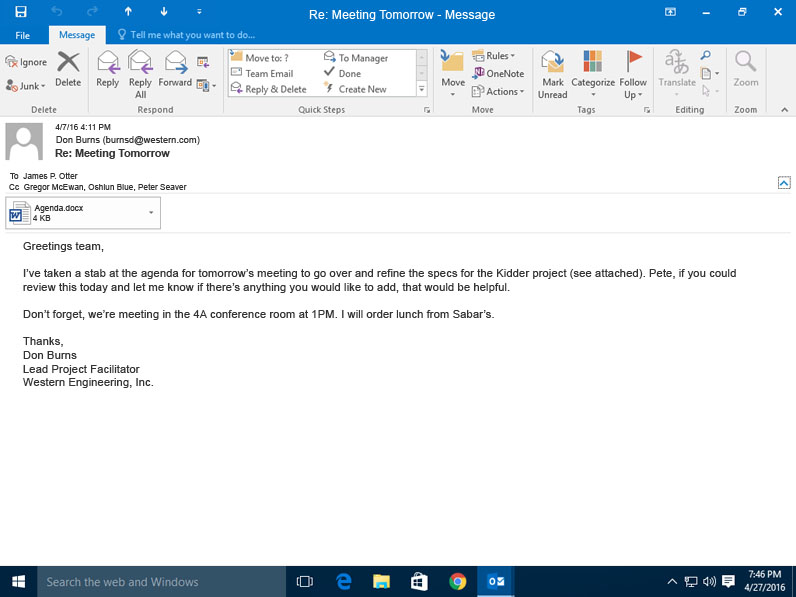 Re: Meeting Tomorrow - Message
File
Message
Tell me what you want to do...
Ignore
Junk
Delete
Delete
Reply
Reply All
Forward
Respond
Move to: ?
Team Email
Reply & Delete
To Manager
Done
Create New
Quick Steps
Move
Rules
OneNote
Actions
Move
Mark Unread
Categorize
Follow Up
Tags
Translate
Editing
Zoom
Zoom
4/7/16 4:11 PM
Don Burns (burnsd@western.com)
Re: Meeting Tomorrow
To James P. Otter
Cc Gregor McEwan, Oshlun Blue, Peter Seaver
Agenda.docx
4 KB
Greetings team,
I've taken a stab at the agenda for tomorrow's meeting to go over and refine the specs for the Kidder project (see attached). Pete, if you could
review this today and let me know if there's anything you would like to add, that would be helpful.
Don't forget, we're meeting in the 4A conference room at 1PM. I will order lunch from Sabar's.
Thanks,
Don Burns
Lead Project Facilitator
Western Engineering, Inc.
Search the web and Windows
7:46 PM
4/27/2016